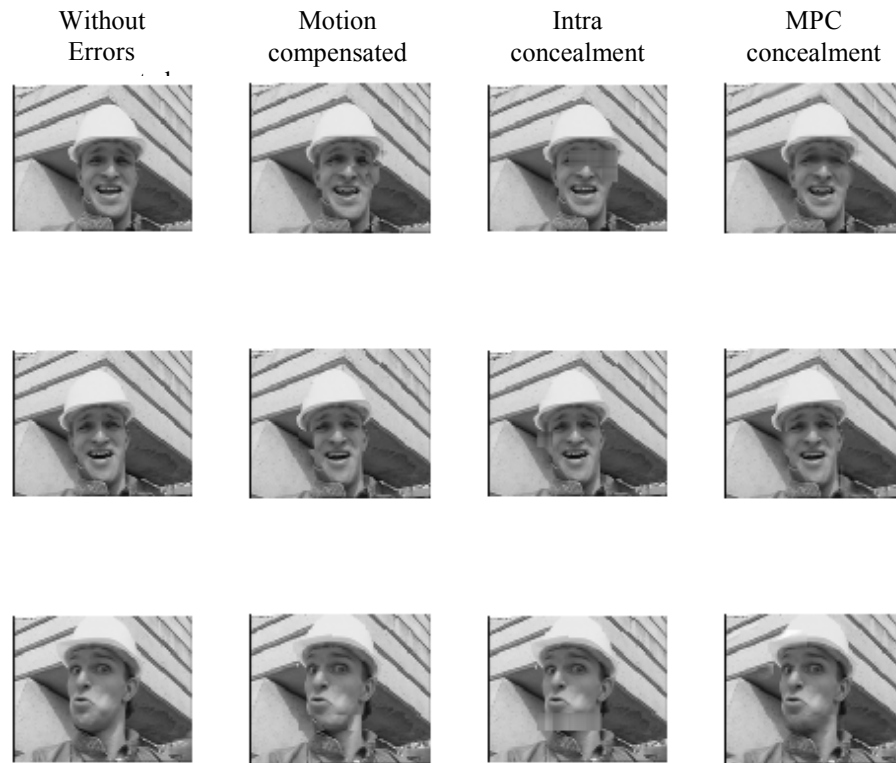 Without
Errors
Motion
compensated
Intra
concealment
MPC
concealment